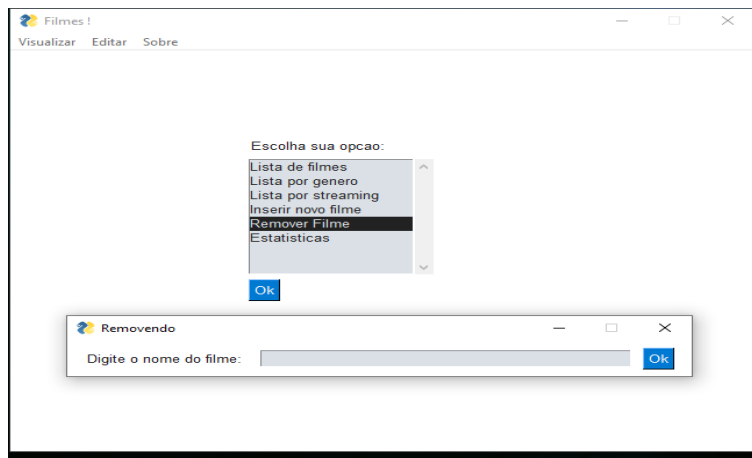 Filmes !
Visualizar Editar Sobre
Escolha sua opcao:
Lista de filmes
Lista por genero
Lista por streaming
Inserir novo filme
Remover Filme
Estatisticas
Ok
Removendo
Digite o nome do filme: Ok